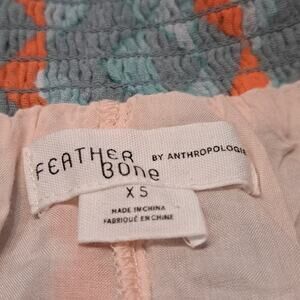 FEATHER BY ANTHROPOLOGIE
Bone
XS
MADE IN CHINA
FABRIQUÉ EN CHINE